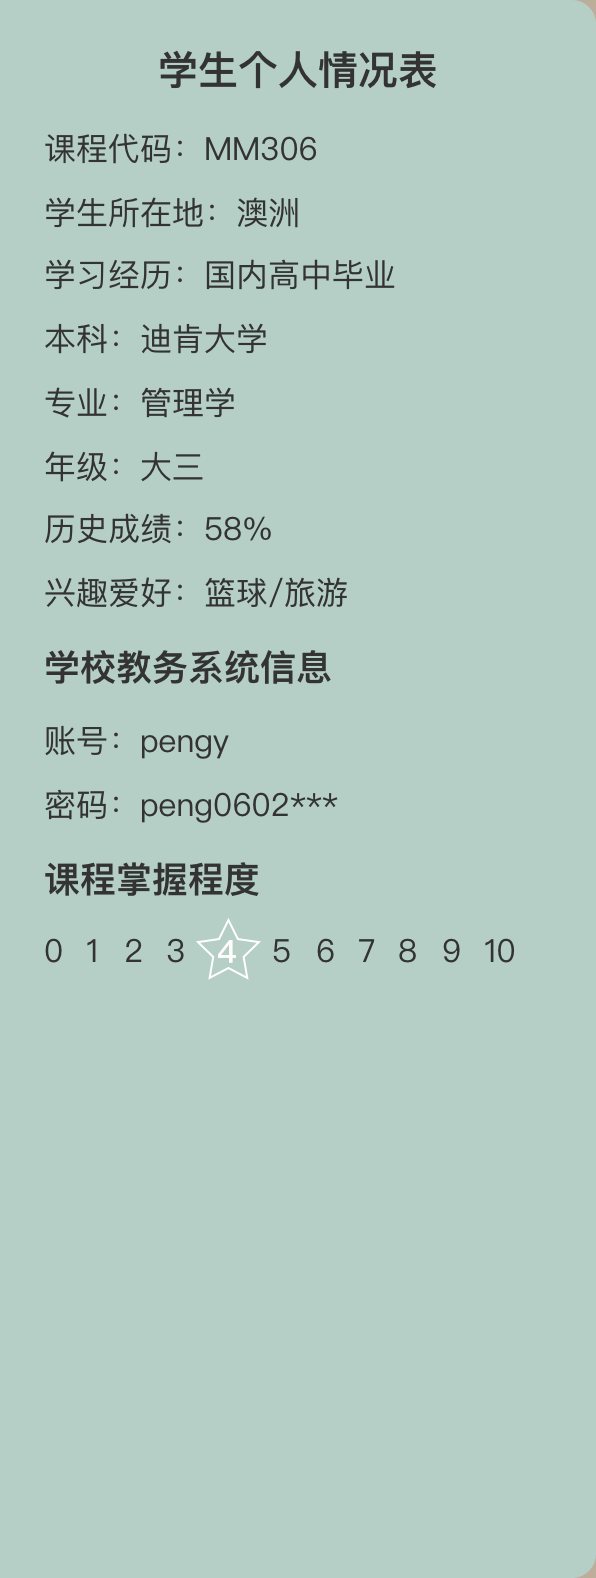 学生个人情况表
课程代码：MM306
学生所在地：澳洲
学习经历：国内高中毕业
本科：迪肯大学
专业：管理学
年级：大三
历史成绩：58%
兴趣爱好：篮球/旅游
学校教务系统信息
账号：pengy
密码：peng0602***
课程掌握程度
0 1 2 3 4 5 6 7 8 9 10